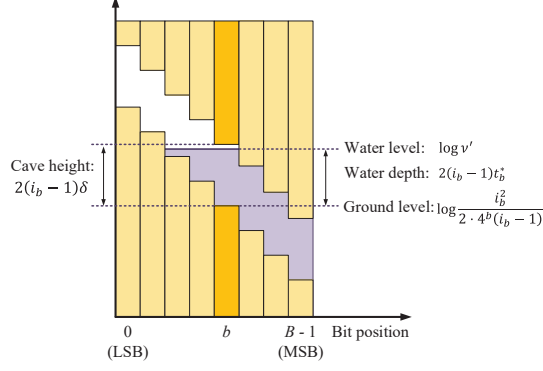 Cave height:
2(i_b − 1)δ
Water level: log ν′
Water depth: 2(i_b − 1)t_b^*
Ground level: log i_b^2 / 2 · 4^b(i_b − 1)
0 b B - 1 Bit position
(LSB) (MSB)